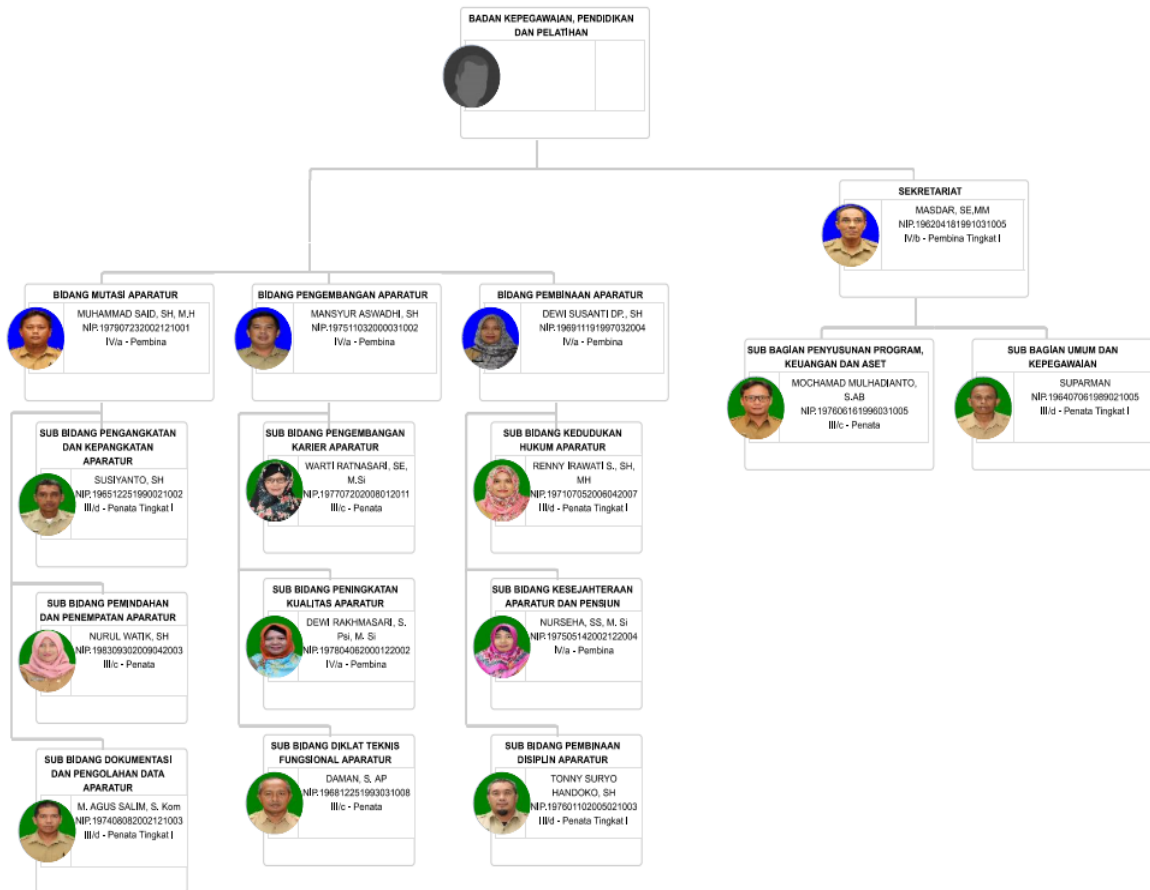 BADAN KEPEGAWAIAN, PENDIDIKAN
DAN PELATIHAN
SEKRETARIAT
MASDAR, SE,MM
NIP.196204181991031005
IV/b - Pembina Tingkat I
BIDANG MUTASI APARATUR
MUHAMMAD SAID, SH, M.H
NIP.197907232002121001
IV/a - Pembina
BIDANG PENGEMBANGAN APARATUR
MANSYUR ASWADHI, SH
NIP.197511032000031002
IV/a - Pembina
BIDANG PEMBINAAN APARATUR
DEWI SUSANTI DP., SH
NIP.196911191997032004
IV/a - Pembina
SUB BAGIAN PENYUSUNAN PROGRAM,
KEUANGAN DAN ASET
MOCHAMAD MULHADIANTO,
S.AB
NIP.197606161996031005
III/c - Penata
SUB BAGIAN UMUM DAN
KEPEGAWAIAN
SUPARMAN
NIP.196407061989021005
III/d - Penata Tingkat I
SUB BIDANG PENGANGKATAN
DAN KEPANGKATAN
APARATUR
SUSIYANTO, SH
NIP.196512251990021002
III/d - Penata Tingkat I
SUB BIDANG PENGEMBANGAN
KARIER APARATUR
WARTI RATNASARI, SE,
M.Si
NIP.197707202008012011
III/c - Penata
SUB BIDANG KEDUDUKAN
HUKUM APARATUR
RENNY IRAWATI S., SH,
MH
NIP.197107052006042007
III/d - Penata Tingkat I
SUB BIDANG PEMINDAHAN
DAN PENEMPATAN APARATUR
NURUL WATIK, SH
NIP.198309302009042003
III/c - Penata
SUB BIDANG PENINGKATAN
KUALITAS APARATUR
DEWI RAKHMASARI, S.
Psi, M. Si
NIP.197804062000122002
IV/a - Pembina
SUB BIDANG KESEJAHTERAAN
APARATUR DAN PENSIUN
NURSEHA, SS, M. Si
NIP.197505142002122004
IV/a - Pembina
SUB BIDANG DOKUMENTASI
DAN PENGOLAHAN DATA
APARATUR
M. AGUS SALIM, S. Kom
NIP.197408082002121003
III/d - Penata Tingkat I
SUB BIDANG DIKLAT TEKNIS
FUNGSIONAL APARATUR
DAMAN, S, AP
NIP.196812251993031008
III/c - Penata
SUB BIDANG PEMBINAAN
DISIPLIN APARATUR
TONNY SURYO
HANDOKO, SH
NIP.197601102005021003
III/d - Penata Tingkat I